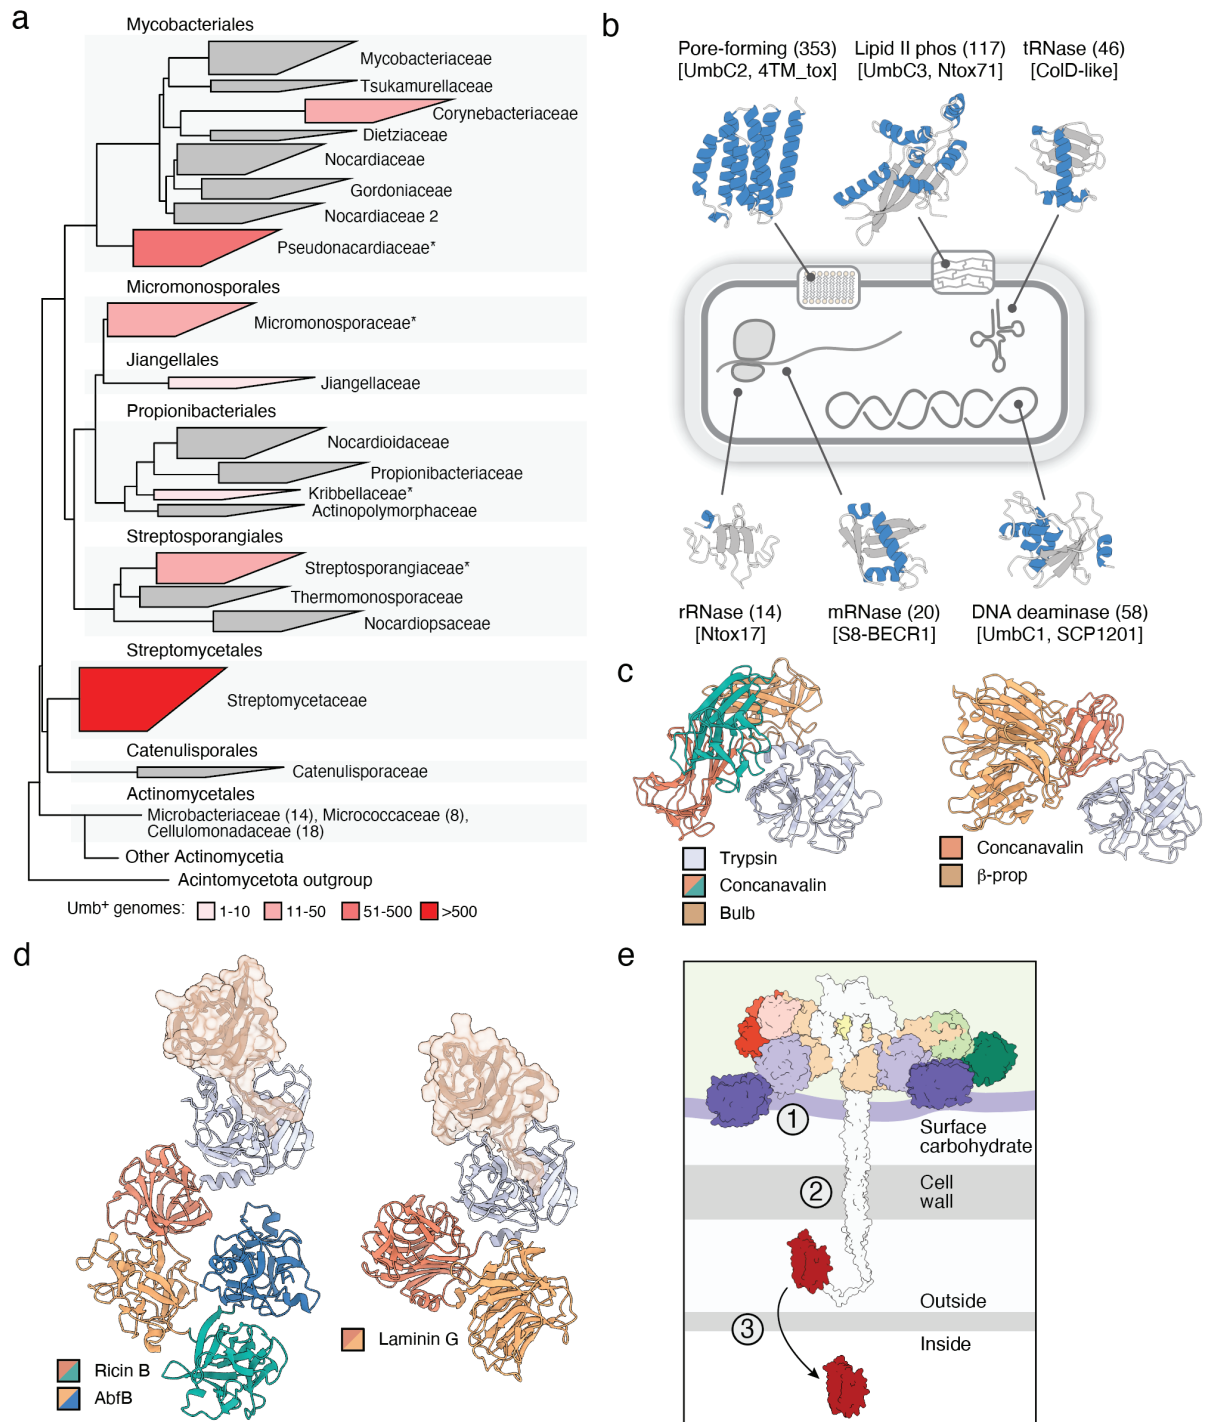 a
Mycobacteriales
Mycobacteriaceae
Tsukamurellaceae
Corynebacteriaceae
Dietziaceae
Nocardiaceae
Gordoniaceae
Nocardiaceae 2
Pseudonacardiaceae*
Micromonosporales
Micromonosporaceae*
Jiangellales
Jiangellaceae
Propionibacteriales
Nocardioidaceae
Propionibacteriaceae
Kribbellaceae*
Actinopolymorphaceae
Streptosporangiales
Streptosporangiaceae*
Thermomonosporaceae
Nocardiopsaceae
Streptomycetales
Streptomycetaceae
Catenulisporales
Catenulisporaceae
Actinomycetales
Microbacteriaceae (14), Micrococcaceae (8),
Cellulomonadaceae (18)
Other Actinomycetia
Acintomycetota outgroup
Umb+ genomes:
1-10
11-50
51-500
>500
b
Pore-forming (353)
[UmbC2, 4TM_tox]
Lipid II phos (117)
[UmbC3, Ntox71]
tRNase (46)
[ColD-like]
rRNase (14)
[Ntox17]
mRNase (20)
[S8-BECR1]
DNA deaminase (58)
[UmbC1, SCP1201]
c
Trypsin
Concanavalin
Bulb
Concanavalin
β-prop
d
Ricin B
AbfB
Laminin G
e
1
Surface
carbohydrate
2
Cell
wall
Outside
3
Inside